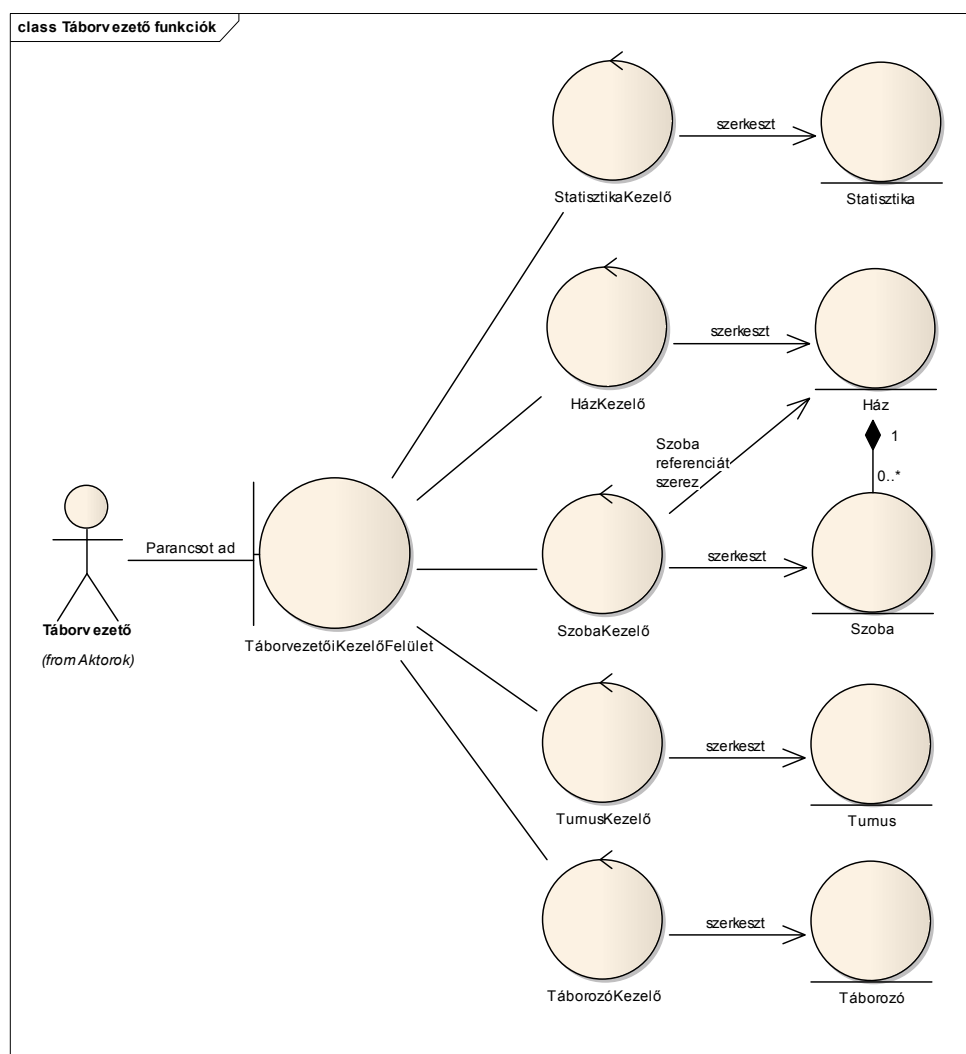 class Táborvezető funkciók
szerkeszt
StatisztikaKezelő
Statisztika
szerkeszt
HázKezelő
Ház
Szoba
referenciát
szerez
1
0..*
Parancsot ad
szerkeszt
Táborvezető
(from Aktorok)
TáborvezetőiKezelőFelület
SzobaKezelő
Szoba
szerkeszt
TurnusKezelő
Turnus
szerkeszt
TáborozóKezelő
Táborozó